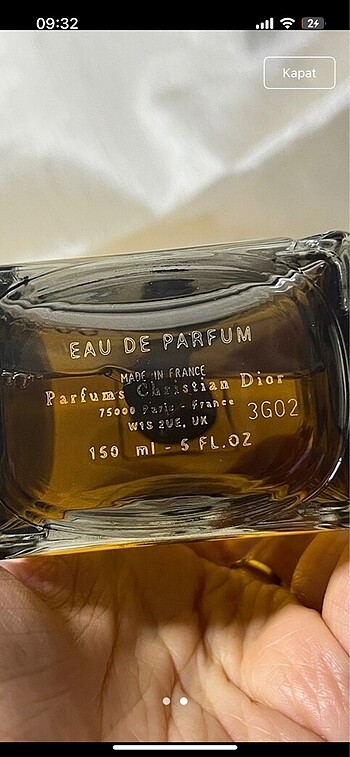 09:32
2
Kapat
EAU DE PARFUM
MADE IN FRANCE
Parfums Christian Dior
75000 Paris - France
3G02
W1S 2UE, UK
150 ml - 5 FL.OZ